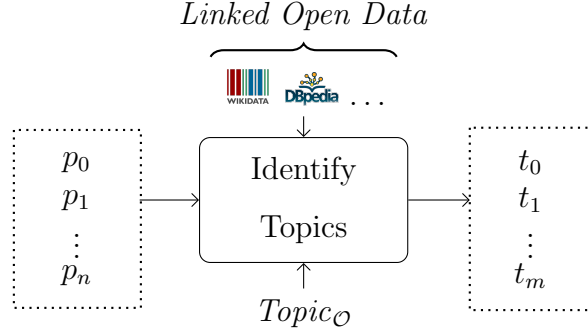 Linked Open Data
WIKIDATA DBpedia ...
p₀
p₁
⋮
pₙ
Identify
Topics
t₀
t₁
⋮
tₘ
Topic𝒪